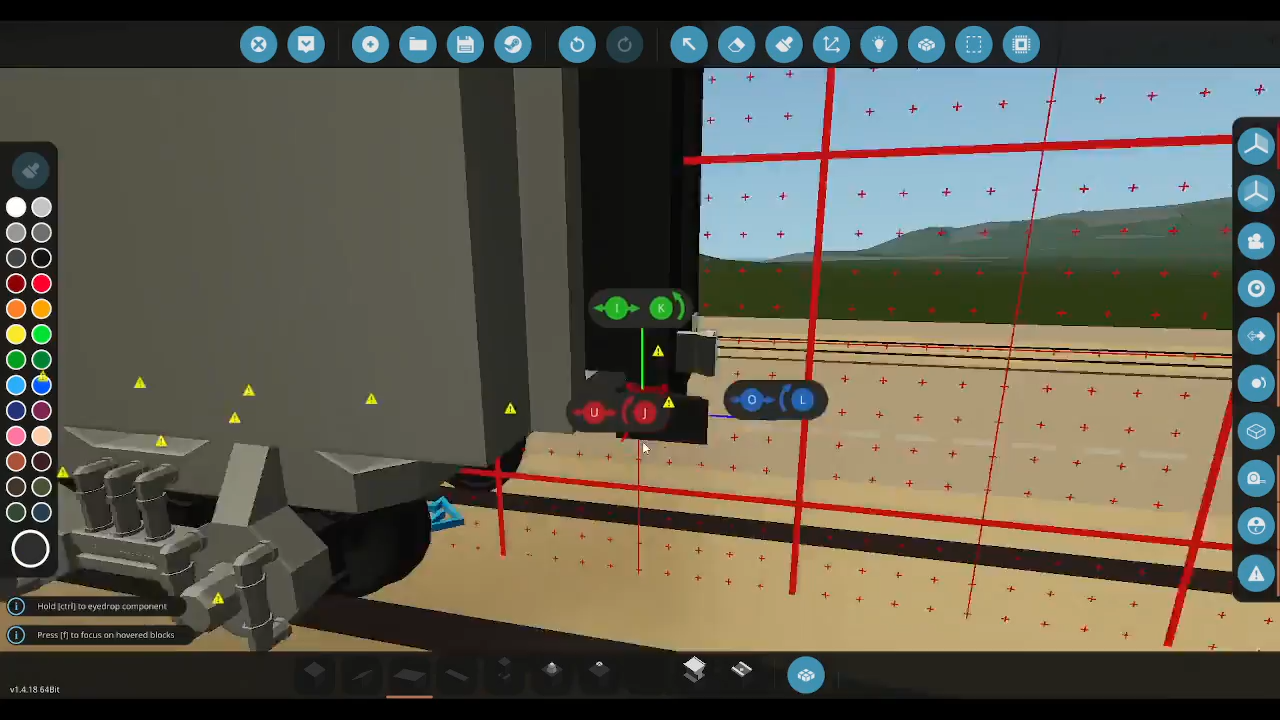 I K
U J
O L
Hold [ctrl] to eyedrop component
Press [f] to focus on hovered blocks
v1.4.18 64Bit